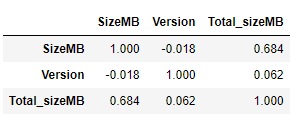 SizeMB Version Total_sizeMB
SizeMB 1.000 -0.018 0.684
Version -0.018 1.000 0.062
Total_sizeMB 0.684 0.062 1.000